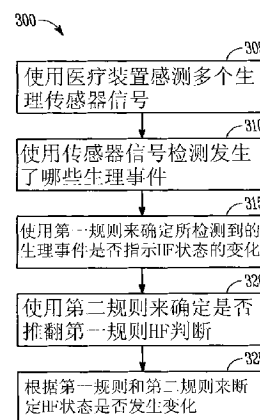 300
305
使用医疗装置感测多个生
理传感器信号
310
使用传感器信号检测发生
了哪些生理事件
315
使用第一规则来确定所检测到的
生理事件是否指示HF状态的变化
320
使用第二规则来确定是否
推翻第一规则HF判断
325
根据第一规则和第二规则来断
定HF状态是否发生变化